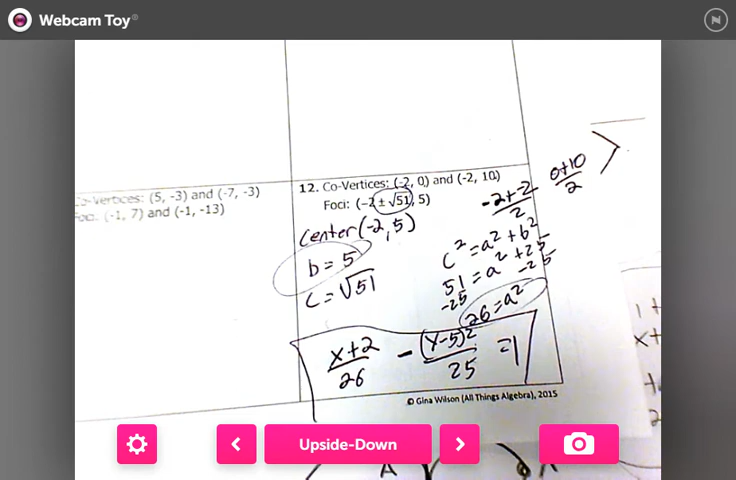 Webcam Toy
Co-Vertices: (5, -3) and (-7, -3)
Foci: (-1, 7) and (-1, -13)
12. Co-Vertices: (-2, 0) and (-2, 10)
Foci: (-2 ± √51, 5)
center (-2, 5)
b = 5
c = √51
-2+-2
2
0+10
2
c² = a² + b²
51 = a² + 25
-25 -25
26 = a²
x+2 / 26 - (y-5)² / 25 = 1
© Gina Wilson (All Things Algebra), 2015
1 +
x+
2
A
Upside-Down